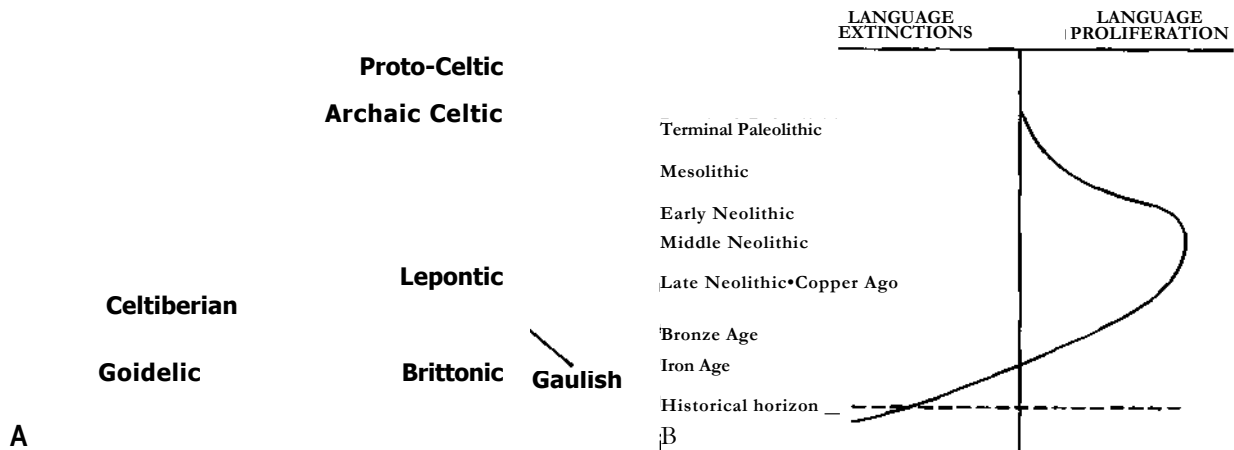 Proto-Celtic
Archaic Celtic
Lepontic
Celtiberian
Goidelic
Brittonic
Gaulish
A
LANGUAGE
EXTINCTIONS
LANGUAGE
PROLIFERATION
Terminal Paleolithic
Mesolithic
Early Neolithic
Middle Neolithic
Late Neolithic•Copper Ago
Bronze Age
Iron Age
Historical horizon
B